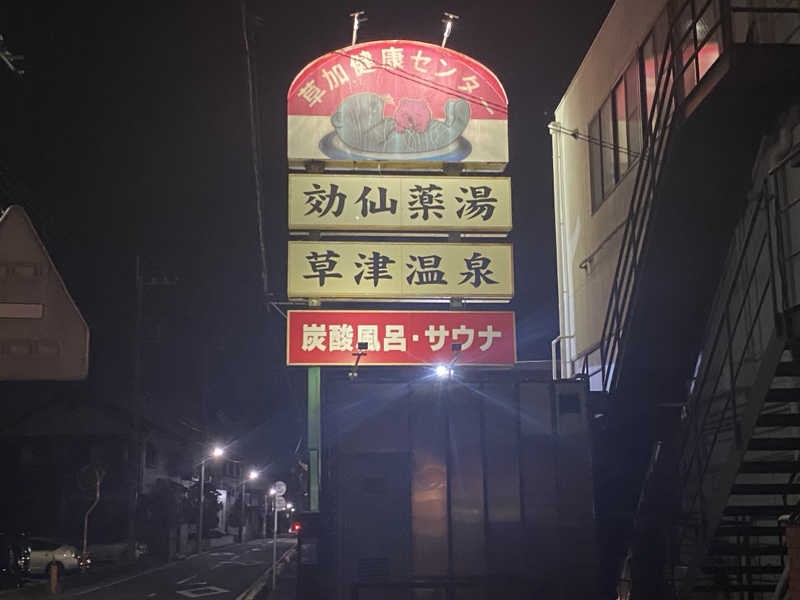 草加健康センター
効仙薬湯
草津温泉
炭酸風呂・サウナ